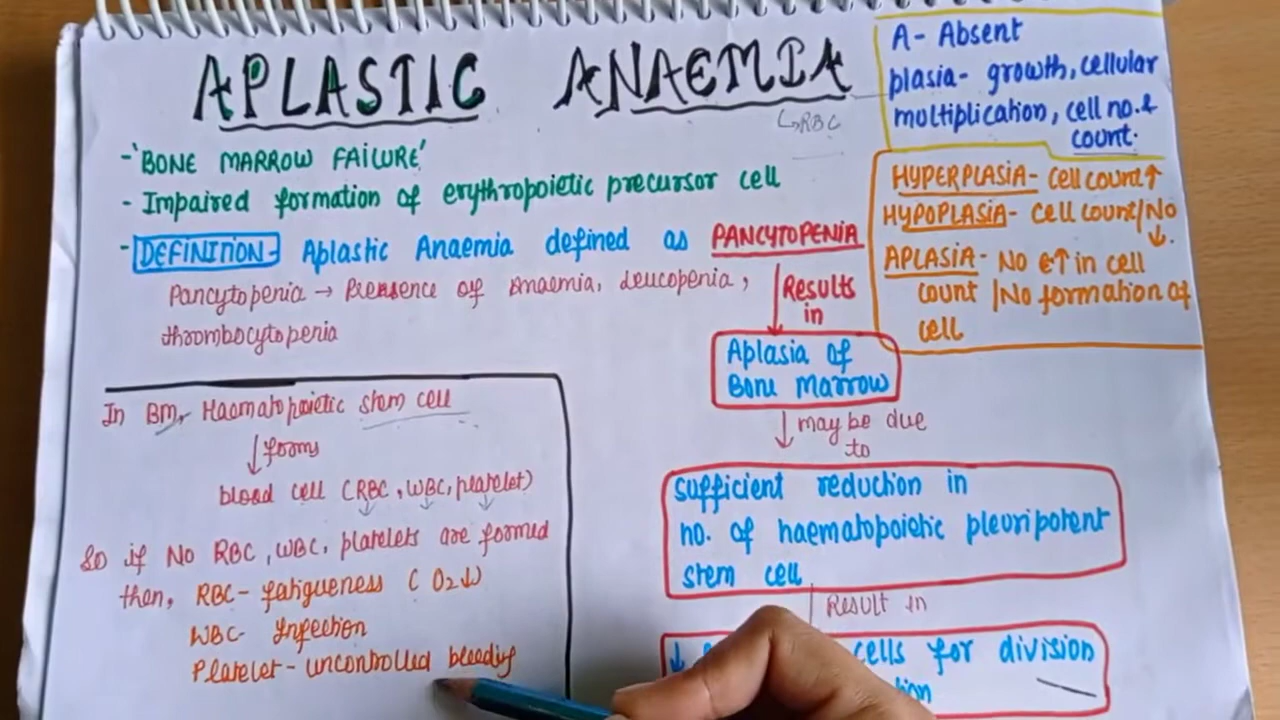 APLASTIC ANAEMIA
↳RBC
-'BONE MARROW FAILURE'
- Impaired formation of erythropoietic precursor cell
- DEFINITION- Aplastic Anaemia defined as PANCYTOPENIA
Pancytopenia → Presence of Anaemia, Leucopenia,
thrombocytopenia
A- Absent
plasia- growth, cellular
multiplication, cell no. &
count.
HYPERPLASIA- cell count↑
HYPOPLASIA- cell count/No
↓.
APLASIA- No e↑ in cell
count /No formation of
cell
Results
in
Aplasia of
Bone Marrow
↓ may be due
to
sufficient reduction in
no. of haematopoietic pleuripotent
stem cell
Result in
↓ cells for division
In BM, Haematopoietic stem cell
↓ forms
blood cell (RBC, WBC, platelet)
So if No RBC, WBC, platelets are formed
then, RBC- fatigueness ( O2↓)
WBC- Infection
Platelet- uncontrolled bleeding